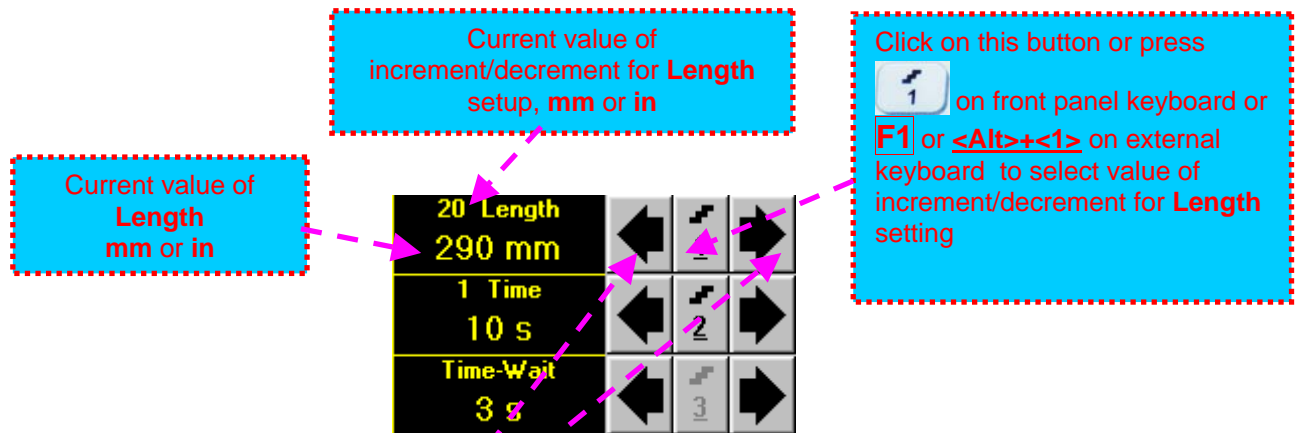 Current value of
increment/decrement for Length
setup, mm or in
Click on this button or press
1 on front panel keyboard or
F1 or <Alt>+<1> on external
keyboard to select value of
increment/decrement for Length
setting
Current value of
Length
mm or in
20 Length
290 mm
1
1 Time
10 s
2
Time-Wait
3 s
3